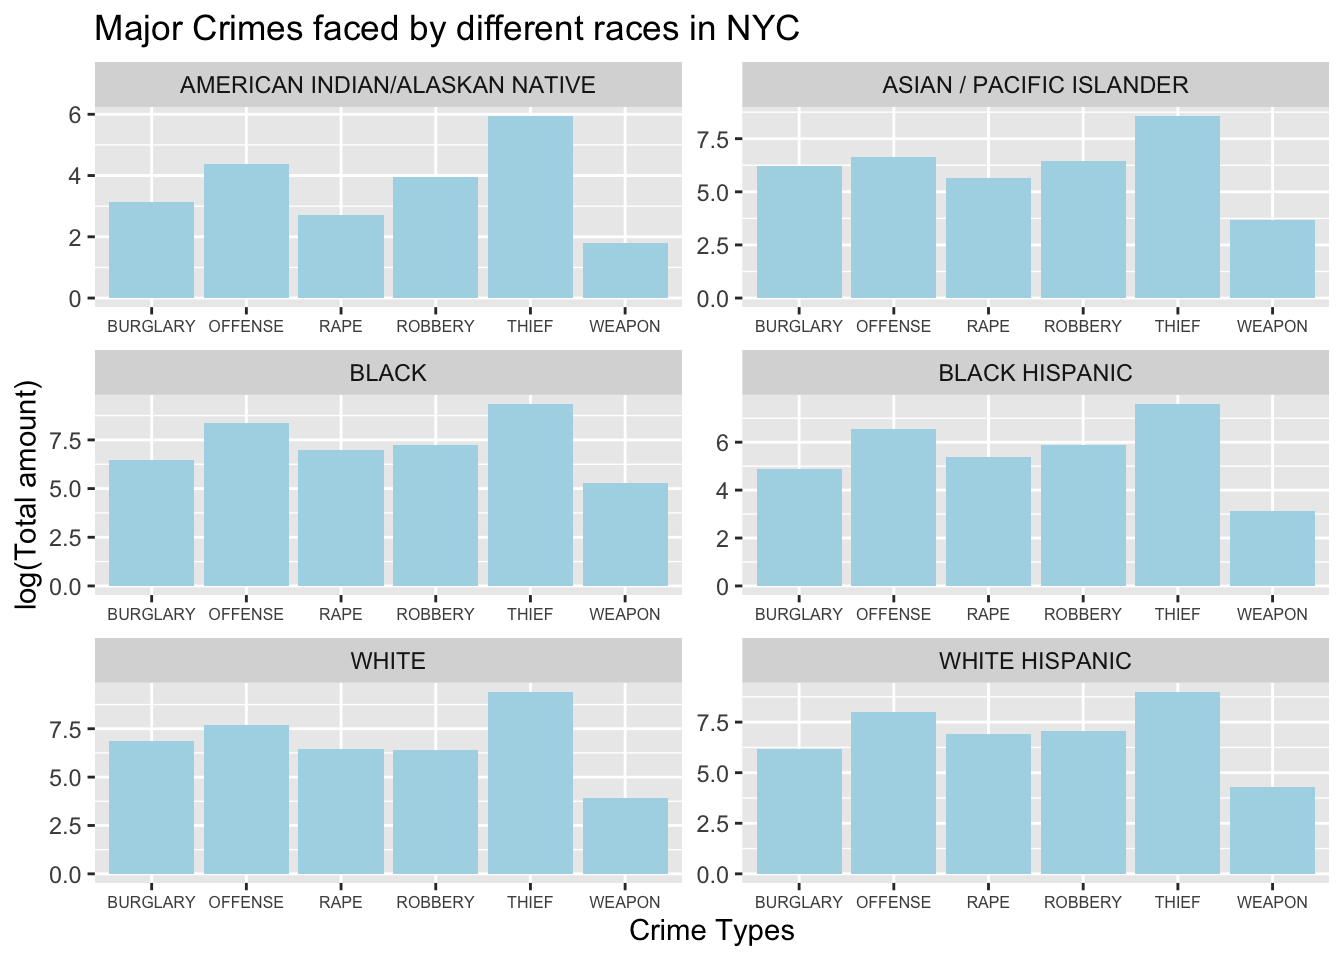 Major Crimes faced by different races in NYC
AMERICAN INDIAN/ALASKAN NATIVE
6
4
2
0
BURGLARY OFFENSE RAPE ROBBERY THIEF WEAPON
ASIAN / PACIFIC ISLANDER
7.5
5.0
2.5
0.0
BURGLARY OFFENSE RAPE ROBBERY THIEF WEAPON
BLACK
7.5
5.0
2.5
0.0
BURGLARY OFFENSE RAPE ROBBERY THIEF WEAPON
BLACK HISPANIC
6
4
2
0
BURGLARY OFFENSE RAPE ROBBERY THIEF WEAPON
WHITE
7.5
5.0
2.5
0.0
BURGLARY OFFENSE RAPE ROBBERY THIEF WEAPON
WHITE HISPANIC
7.5
5.0
2.5
0.0
BURGLARY OFFENSE RAPE ROBBERY THIEF WEAPON
log(Total amount)
Crime Types